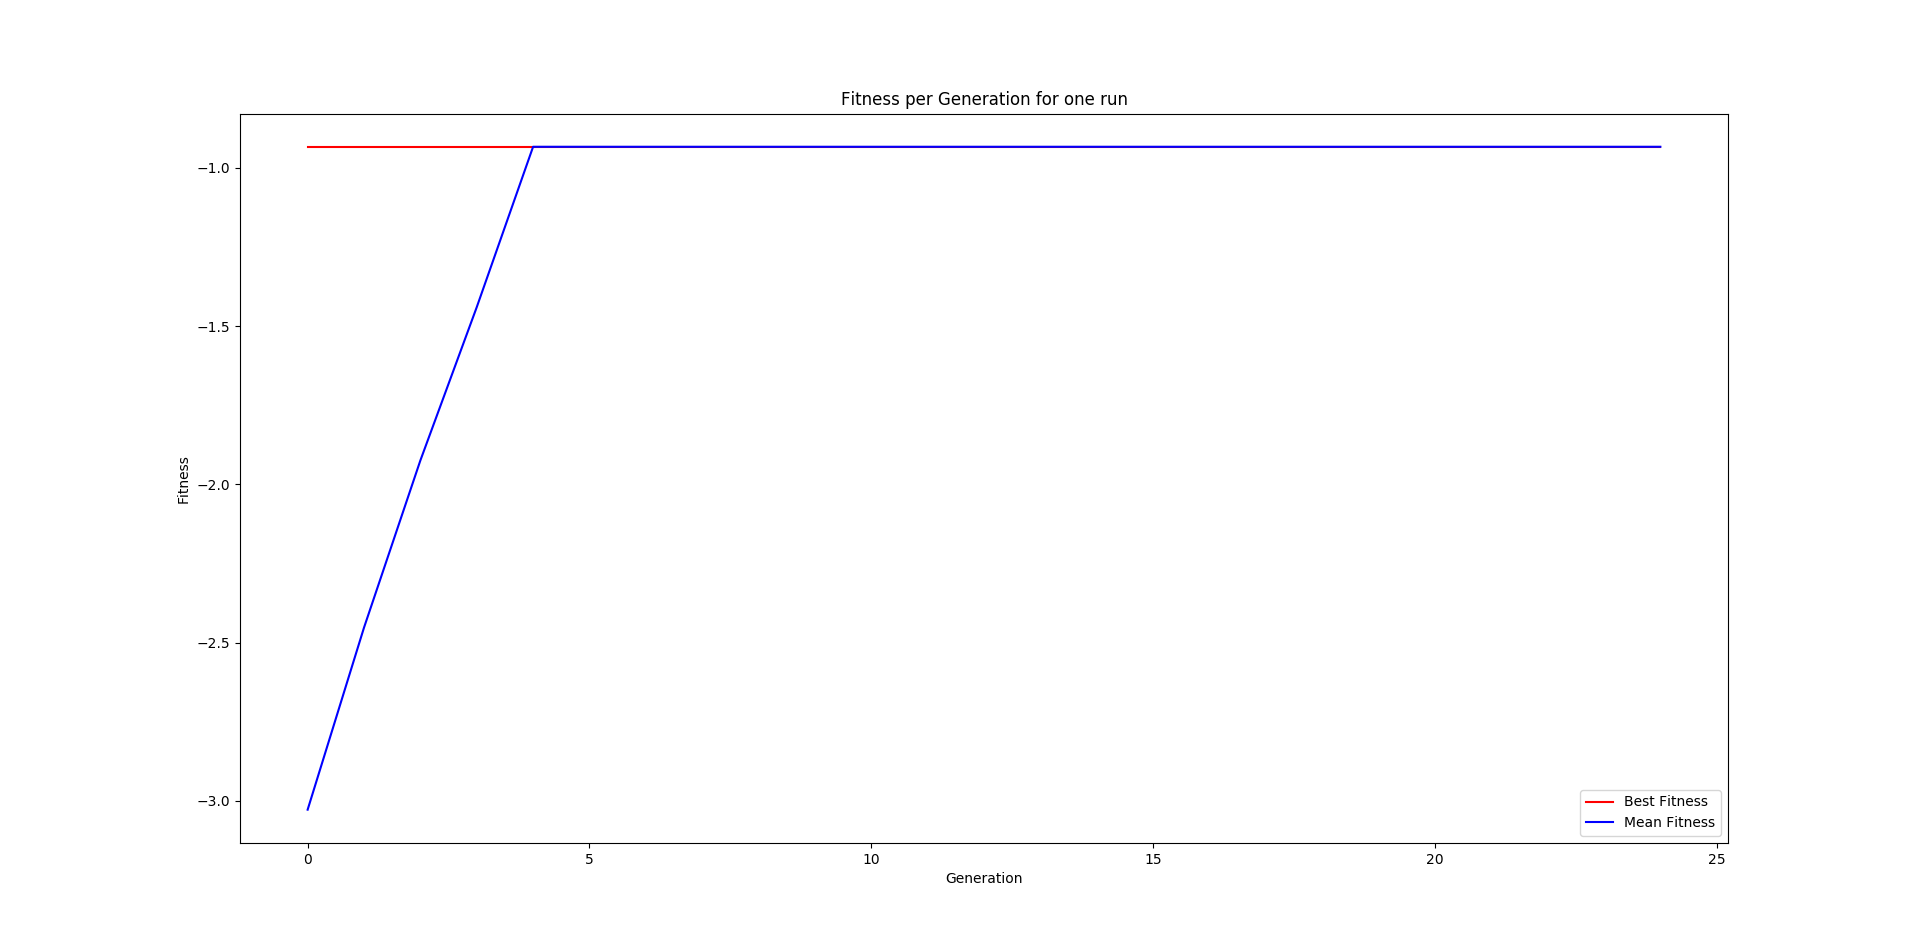 Fitness per Generation for one run
−1.0
−1.5
−2.0
−2.5
−3.0
Fitness
0 5 10 15 20 25
Generation
Best Fitness
Mean Fitness